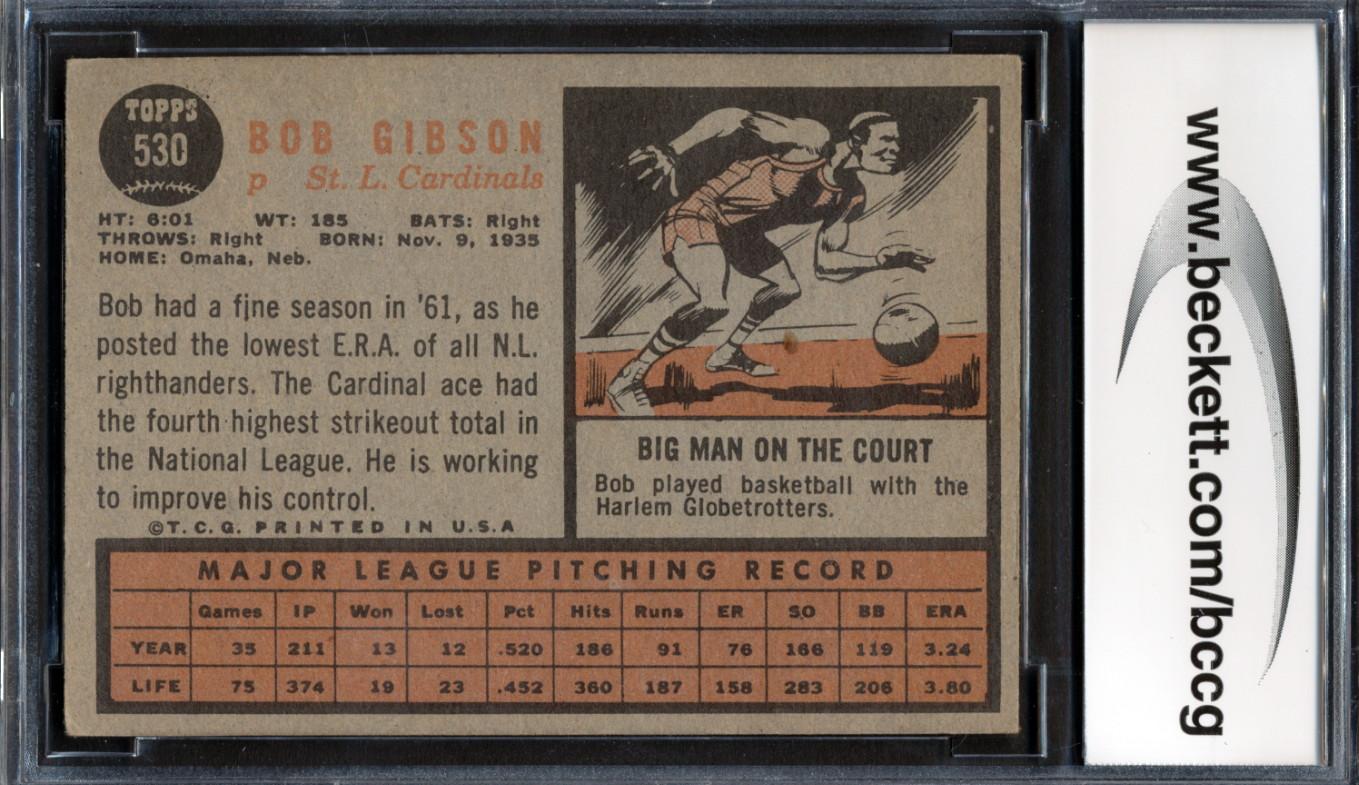 TOPPS
530
BOB GIBSON
p St. L. Cardinals
HT: 6:01 WT: 185 BATS: Right
THROWS: Right BORN: Nov. 9, 1935
HOME: Omaha, Neb.
Bob had a fine season in '61, as he
posted the lowest E.R.A. of all N.L.
righthanders. The Cardinal ace had
the fourth highest strikeout total in
the National League. He is working
to improve his control.
©T.C.G. PRINTED IN U.S.A
BIG MAN ON THE COURT
Bob played basketball with the
Harlem Globetrotters.
MAJOR LEAGUE PITCHING RECORD
Games IP Won Lost Pct Hits Runs ER SO BB ERA
YEAR 35 211 13 12 .520 186 91 76 166 119 3.24
LIFE 75 374 19 23 .452 360 187 158 283 206 3.80
www.beckett.com/bccg